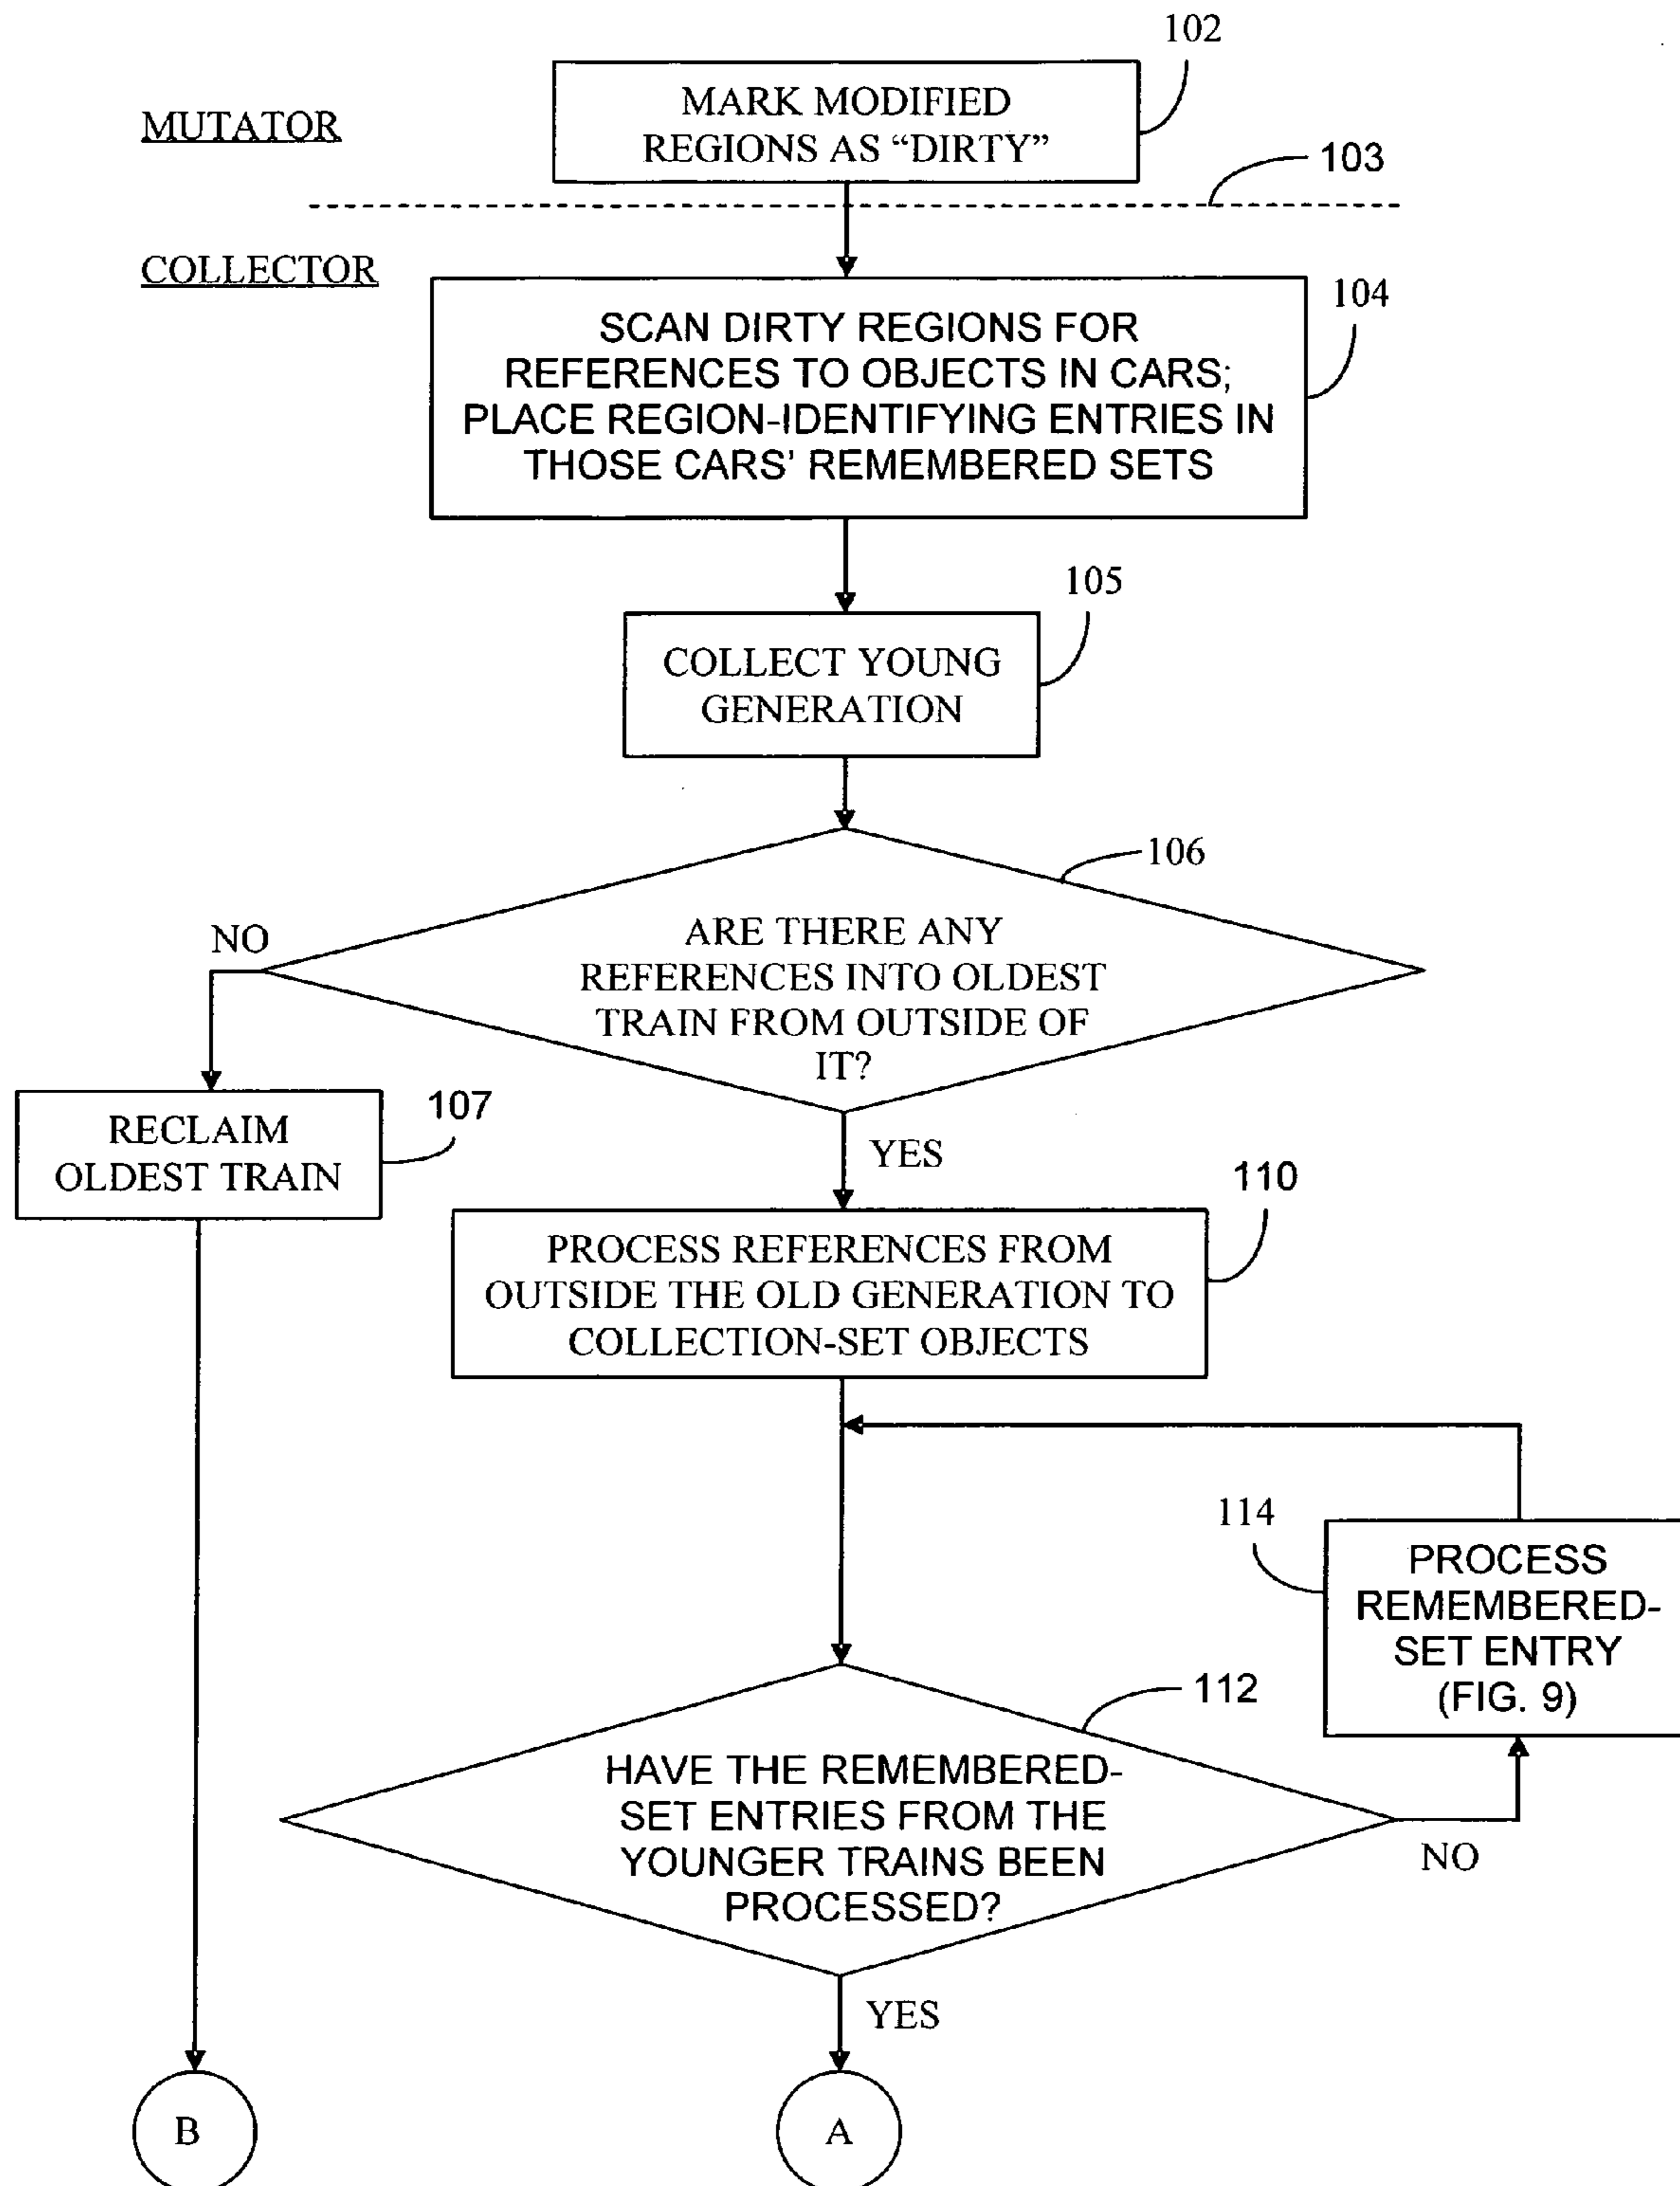 102
MARK MODIFIED
REGIONS AS “DIRTY”
MUTATOR
103
COLLECTOR
104
SCAN DIRTY REGIONS FOR
REFERENCES TO OBJECTS IN CARS;
PLACE REGION-IDENTIFYING ENTRIES IN
THOSE CARS’ REMEMBERED SETS
105
COLLECT YOUNG
GENERATION
106
ARE THERE ANY
REFERENCES INTO OLDEST
TRAIN FROM OUTSIDE OF
IT?
NO
RECLAIM
OLDEST TRAIN
107
YES
110
PROCESS REFERENCES FROM
OUTSIDE THE OLD GENERATION TO
COLLECTION-SET OBJECTS
114
PROCESS
REMEMBERED-
SET ENTRY
(FIG. 9)
112
HAVE THE REMEMBERED-
SET ENTRIES FROM THE
YOUNGER TRAINS BEEN
PROCESSED?
NO
YES
B
A